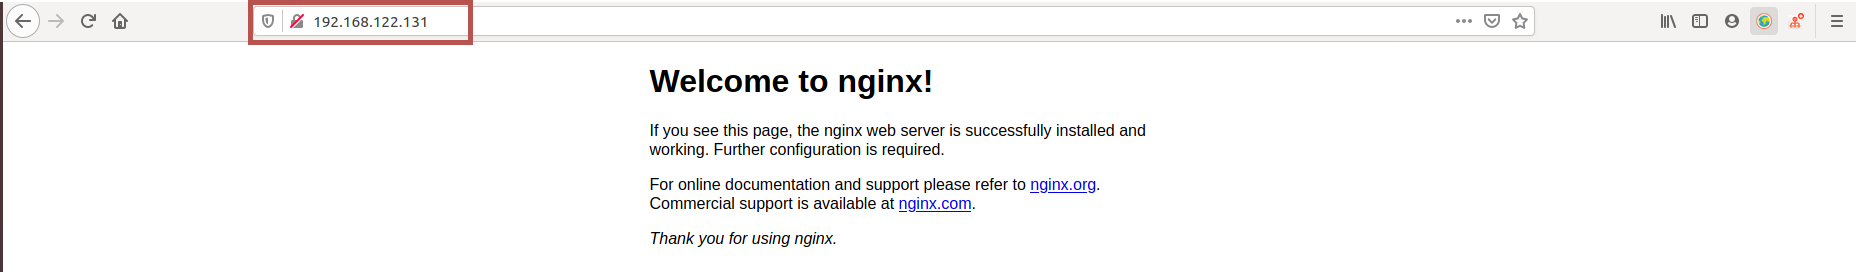 192.168.122.131
Welcome to nginx!
If you see this page, the nginx web server is successfully installed and
working. Further configuration is required.
For online documentation and support please refer to nginx.org.
Commercial support is available at nginx.com.
Thank you for using nginx.